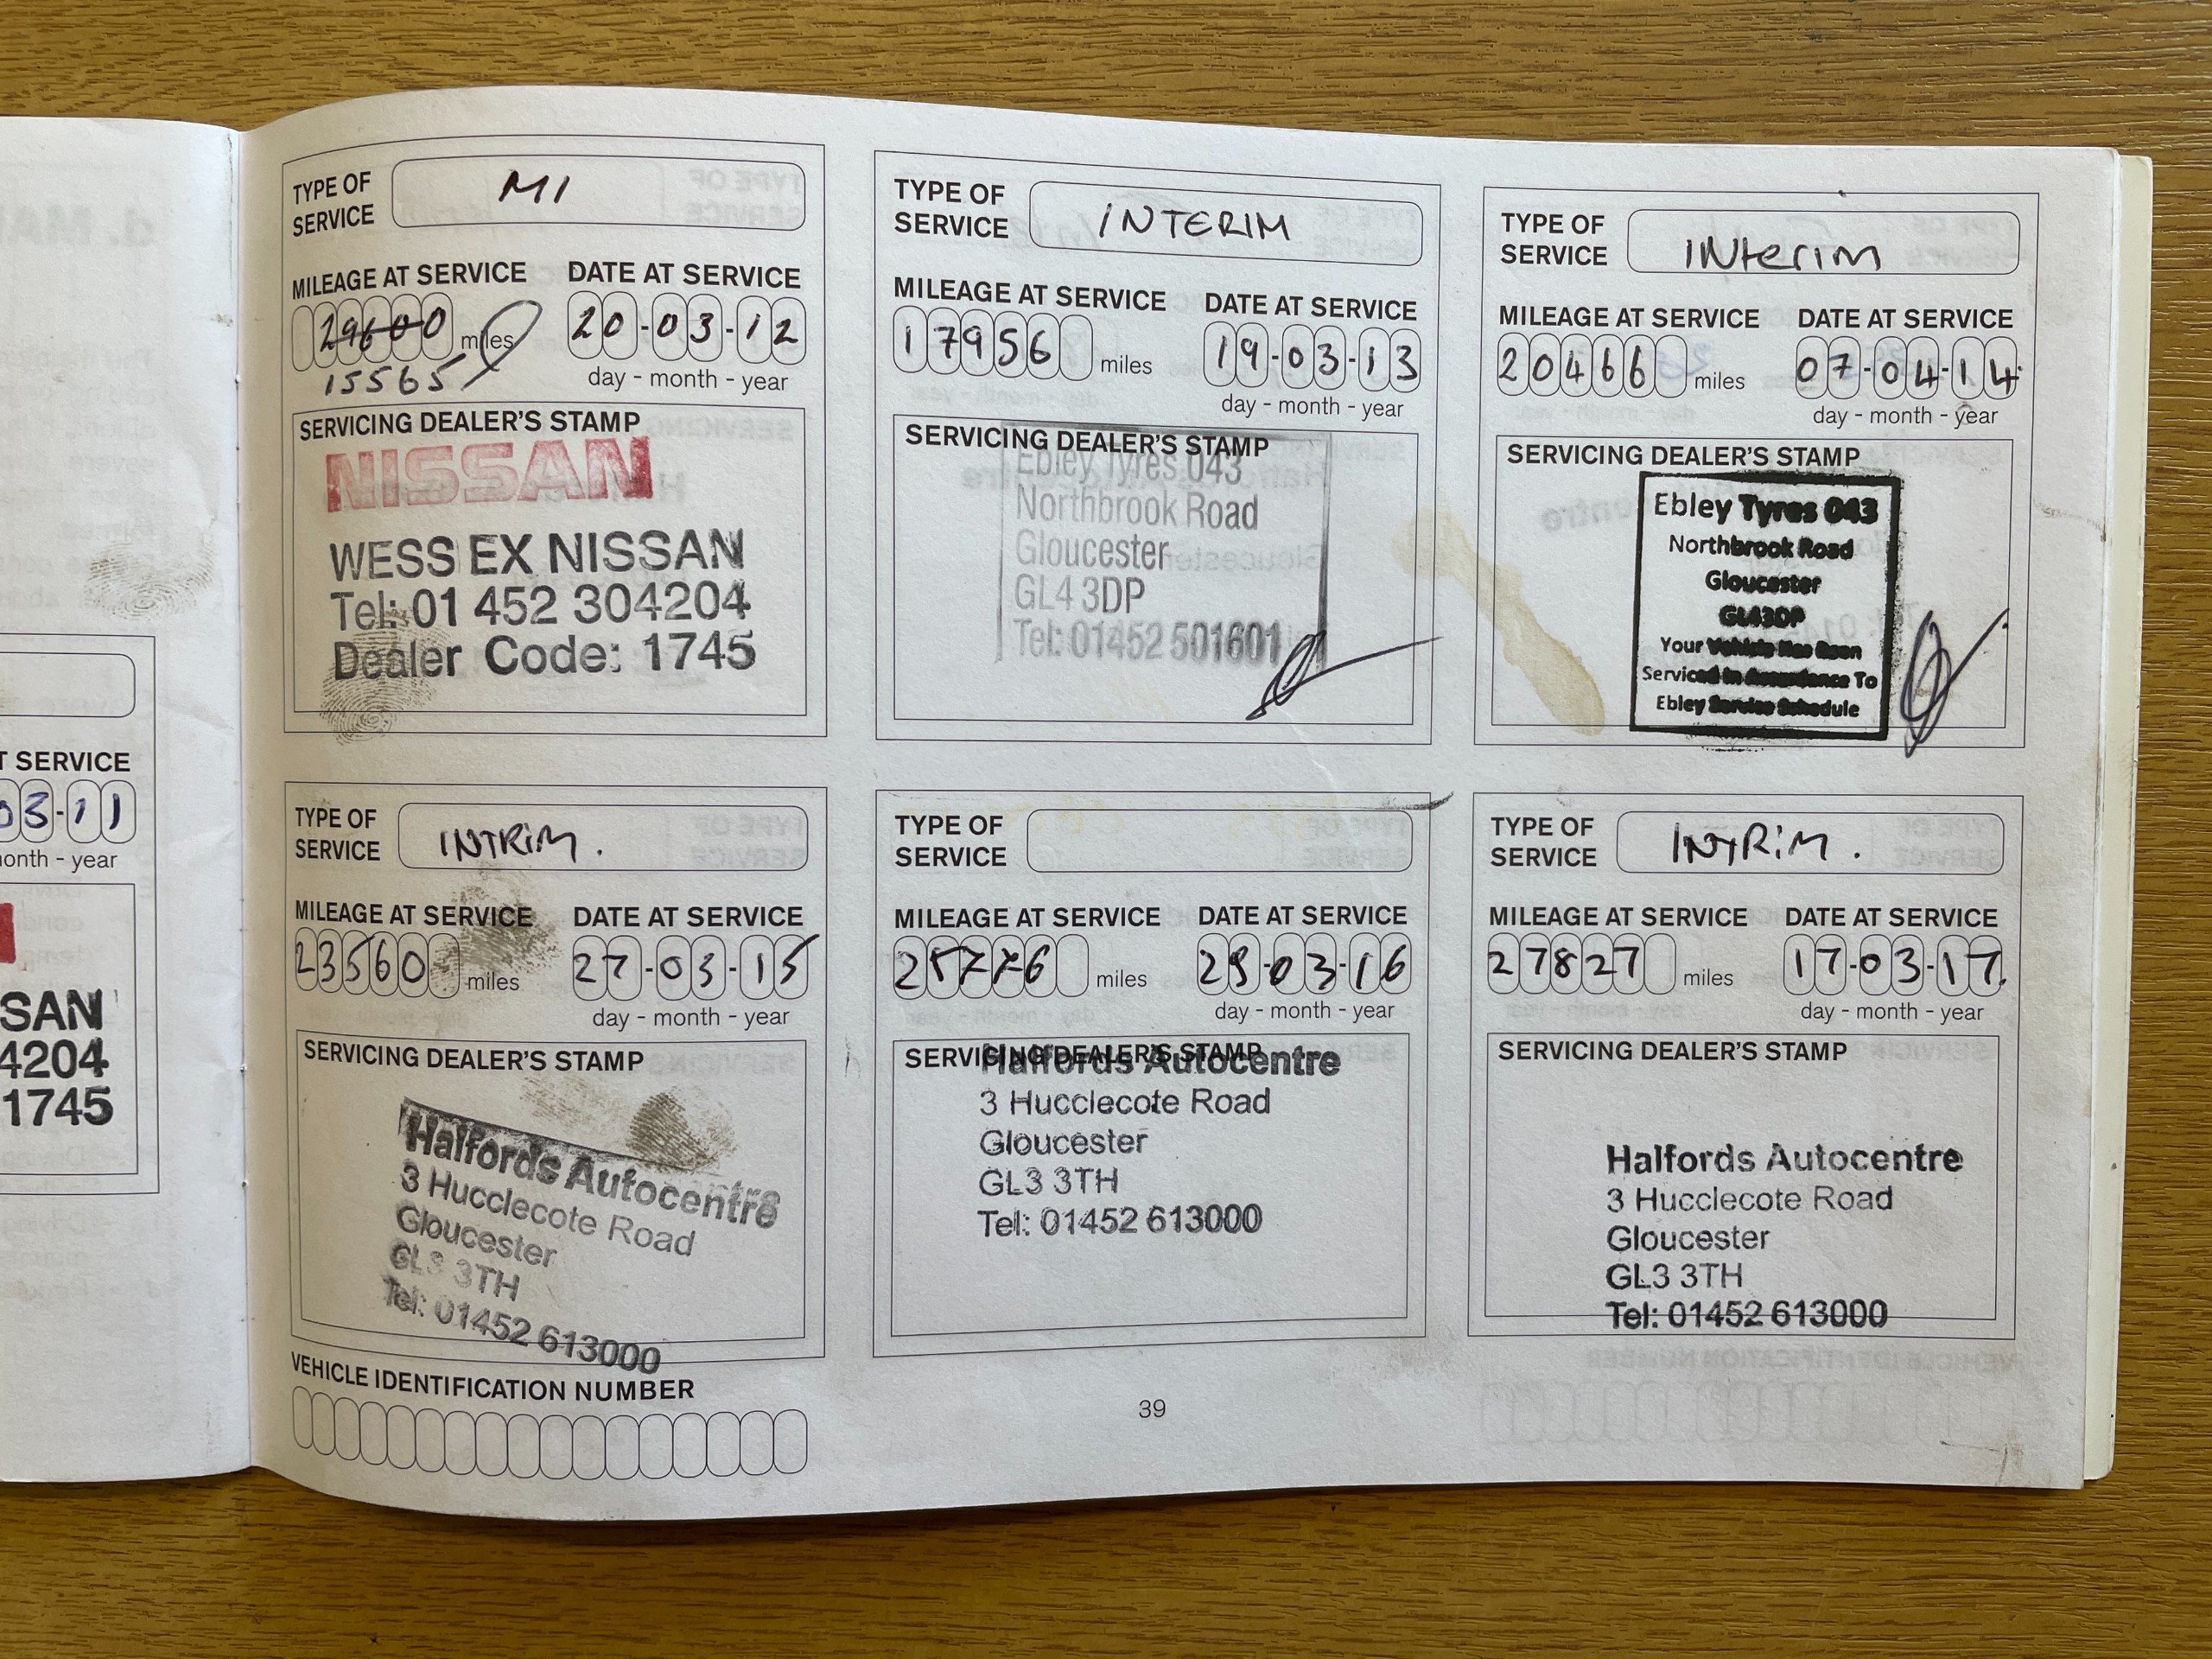 TYPE OF
SERVICE
MI
MILEAGE AT SERVICE
DATE AT SERVICE
29600 miles
20-03-12
15565
day - month - year
SERVICING DEALER'S STAMP
NISSAN
WESSEX NISSAN
Tel: 01 452 304204
Dealer Code: 1745
TYPE OF
SERVICE
INTERIM
MILEAGE AT SERVICE
DATE AT SERVICE
17956 miles
19-03-13
day - month - year
SERVICING DEALER'S STAMP
Ebley Tyres 043
Northbrook Road
Gloucester
GL4 3DP
Tel: 01452 501601
TYPE OF
SERVICE
INterim
MILEAGE AT SERVICE
DATE AT SERVICE
20466 miles
07-04-14
day - month - year
SERVICING DEALER'S STAMP
Ebley Tyres 043
Northbrook Road
Gloucester
GL43DP
Your Vehicle Has Been
Serviced In Accordance To
Ebley Service Schedule
T SERVICE
03-11
onth - year
SSAN
4204
1745
TYPE OF
SERVICE
INTRIM.
MILEAGE AT SERVICE
DATE AT SERVICE
23560 miles
27-03-15
day - month - year
SERVICING DEALER'S STAMP
Halfords Autocentre
3 Hucclecote Road
Gloucester
GL3 3TH
Tel: 01452 613000
TYPE OF
SERVICE
MILEAGE AT SERVICE
DATE AT SERVICE
25776 miles
-03-16
day - month - year
SERVICING DEALER'S STAMP
Halfords Autocentre
3 Hucclecote Road
Gloucester
GL3 3TH
Tel: 01452 613000
TYPE OF
SERVICE
INTRIM.
MILEAGE AT SERVICE
DATE AT SERVICE
27827 miles
17-03-17
day - month - year
SERVICING DEALER'S STAMP
Halfords Autocentre
3 Hucclecote Road
Gloucester
GL3 3TH
Tel: 01452 613000
VEHICLE IDENTIFICATION NUMBER
39